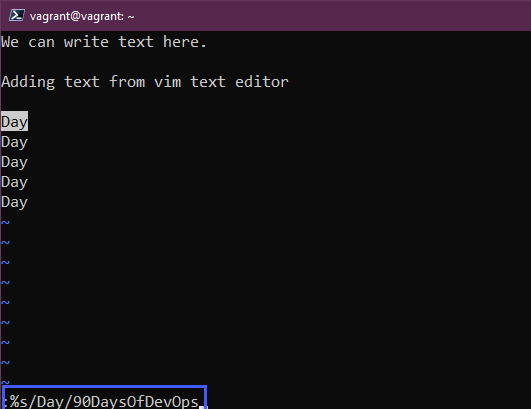 vagrant@vagrant: ~
We can write text here.
Adding text from vim text editor
Day
Day
Day
Day
Day
~
~
~
~
~
~
~
~
~
:%s/Day/90DaysOfDevOps